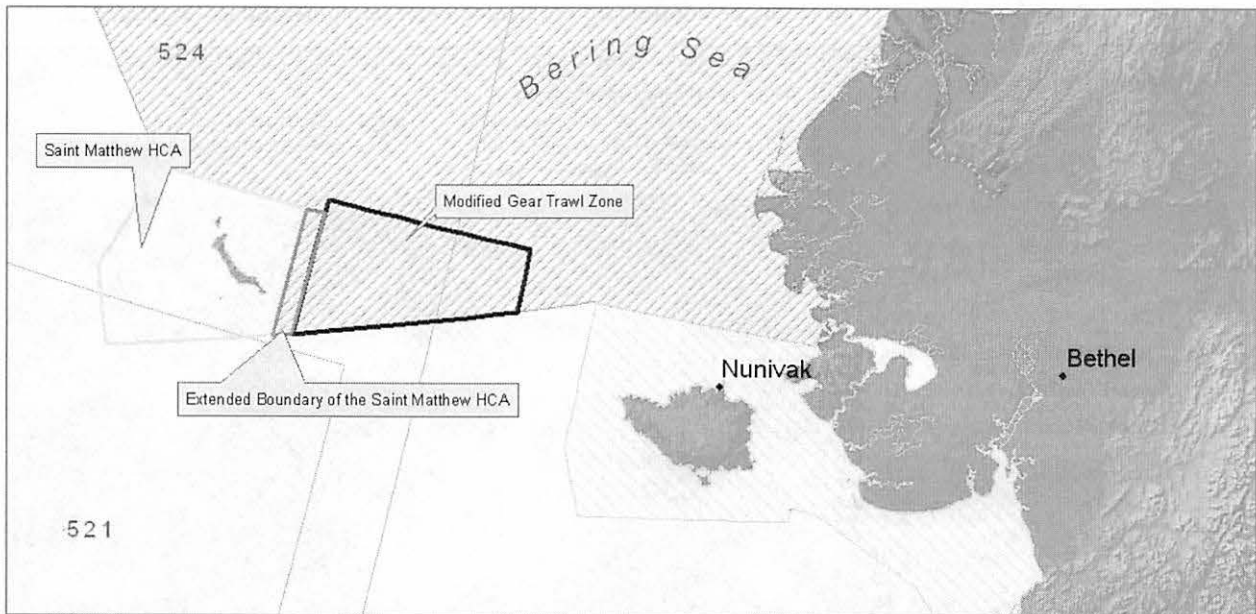 524
Bering Sea
Saint Matthew HCA
Modified Gear Trawl Zone
Nunivak
Bethel
Extended Boundary of the Saint Matthew HCA
521